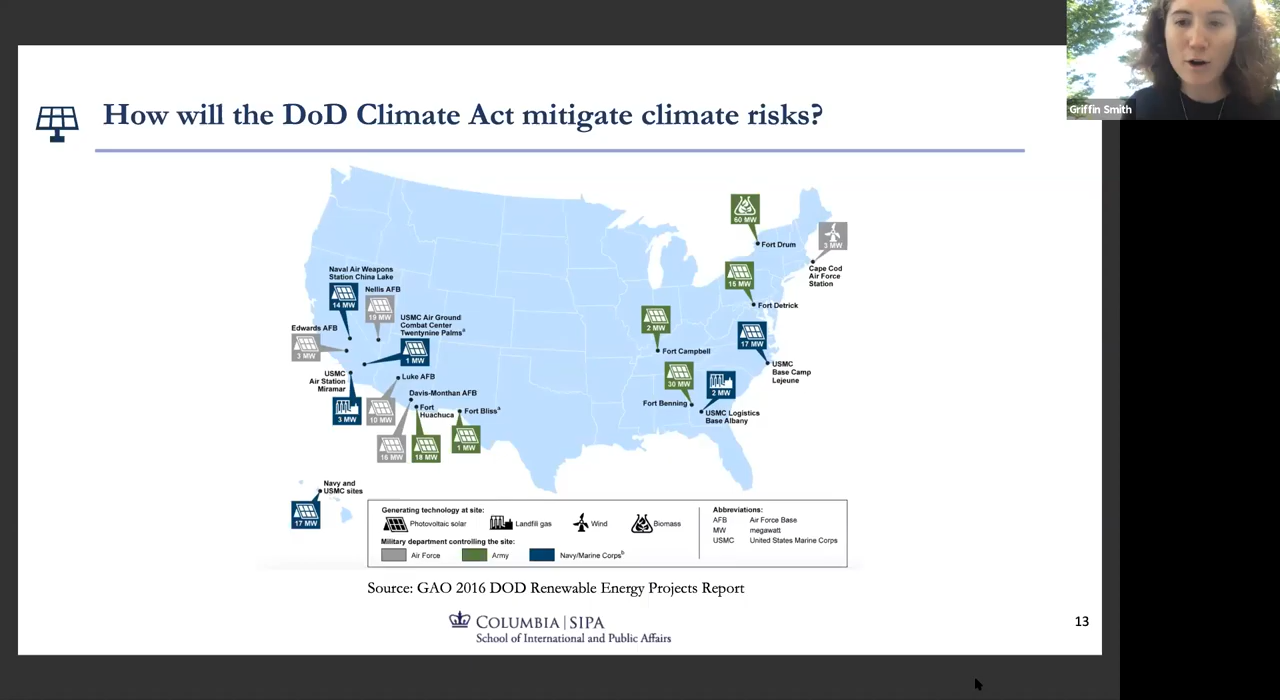 Griffin Smith
How will the DoD Climate Act mitigate climate risks?
60 MW
Fort Drum
3 MW
Cape Cod
Air Force
Station
15 MW
Fort Detrick
Naval Air Weapons
Station China Lake
14 MW
Nellis AFB
19 MW
USMC Air Ground
Combat Center
Twentynine Palmsᵃ
1 MW
Edwards AFB
3 MW
2 MW
Fort Campbell
17 MW
USMC
Base Camp
Lejeune
USMC
Air Station
Miramar
3 MW
Luke AFB
10 MW
Davis-Monthan AFB
16 MW
Fort
Huachuca
18 MW
Fort Blissᵃ
1 MW
30 MW
Fort Benning
2 MW
USMC Logistics
Base Albany
Navy and
USMC sites
17 MW
Generating technology at site:
Photovoltaic solar
Landfill gas
Wind
Biomass
Military department controlling the site:
Air Force
Army
Navy/Marine Corpsᵇ
Abbreviations:
AFB Air Force Base
MW megawatt
USMC United States Marine Corps
Source: GAO 2016 DOD Renewable Energy Projects Report
COLUMBIA | SIPA
School of International and Public Affairs
13